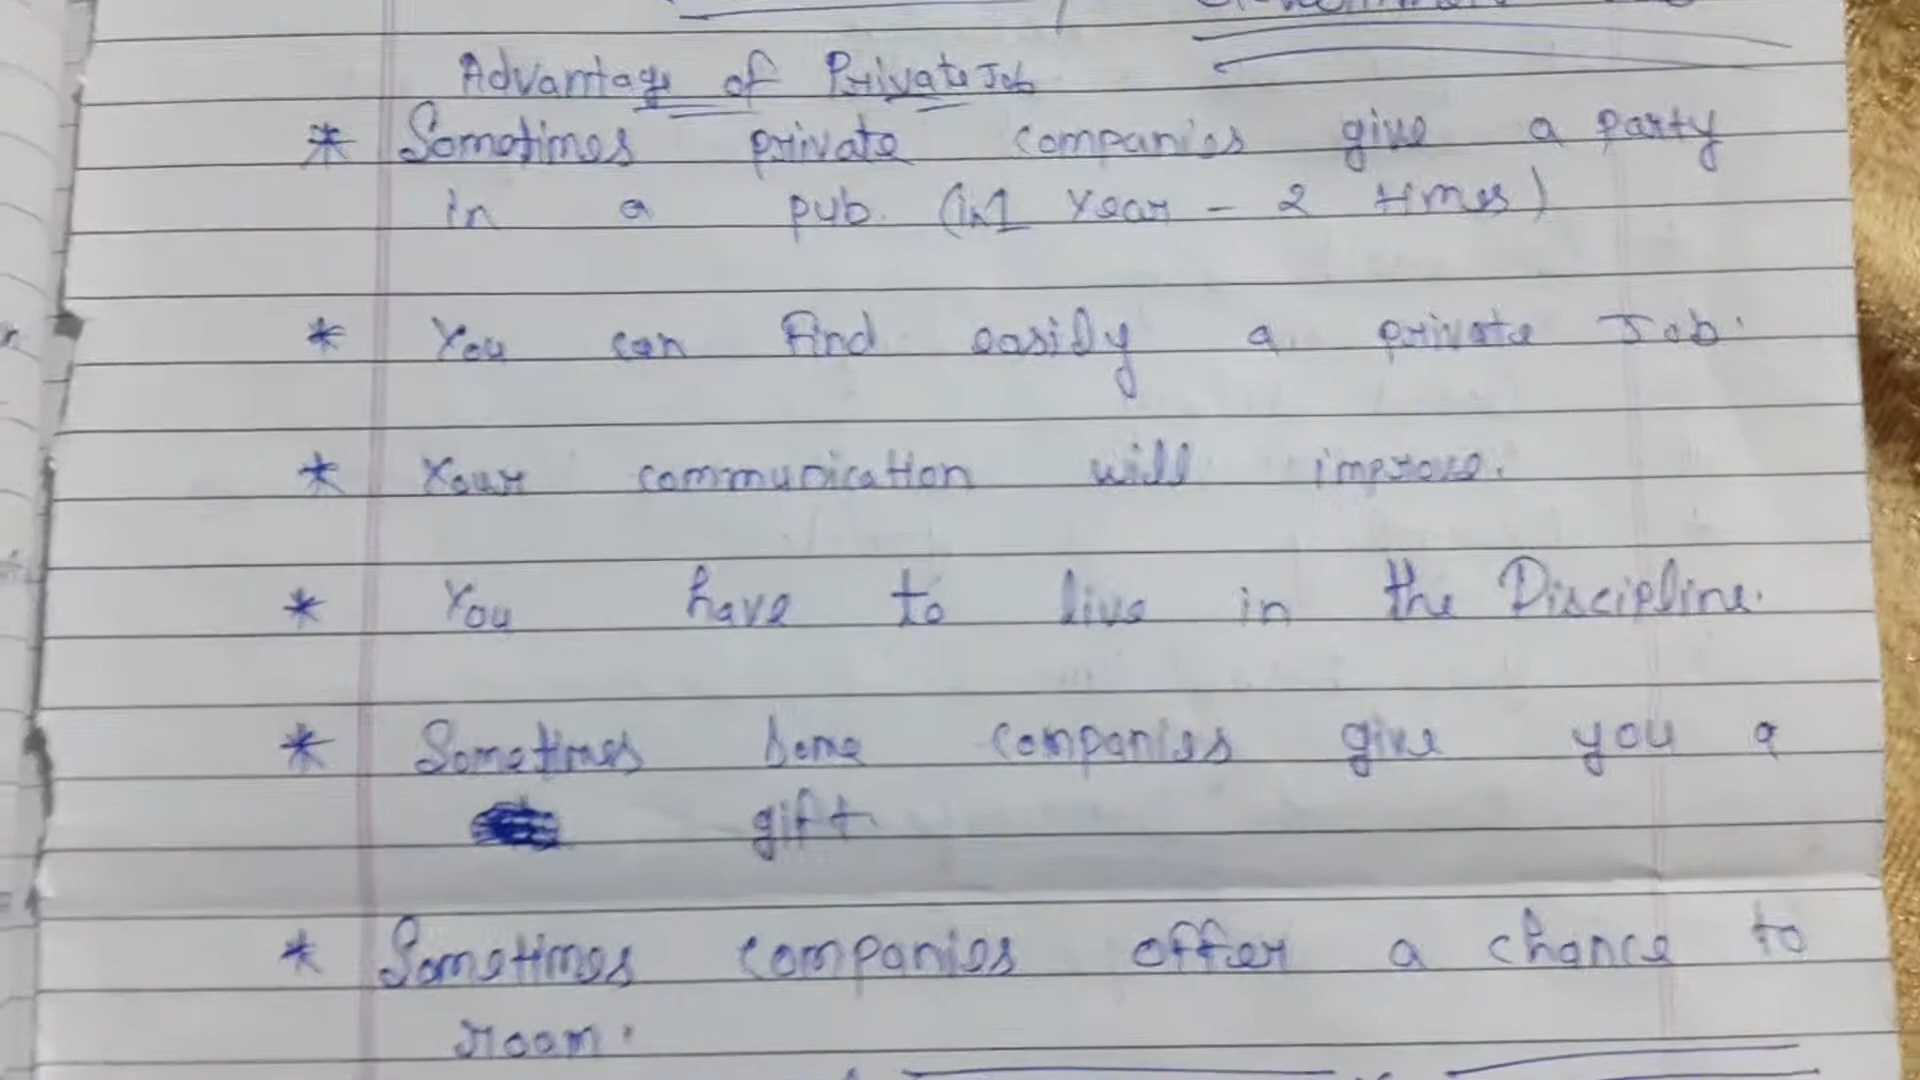 Advantage of Private Job
* Sometimes private companies give a party
in a pub. (in 1 Year - 2 times)
* You can find easily a private Job.
* Your communication will improve.
* You have to live in the Discipline.
* Sometimes some companies give you a
gift.
* Sometimes companies offer a chance to
room.